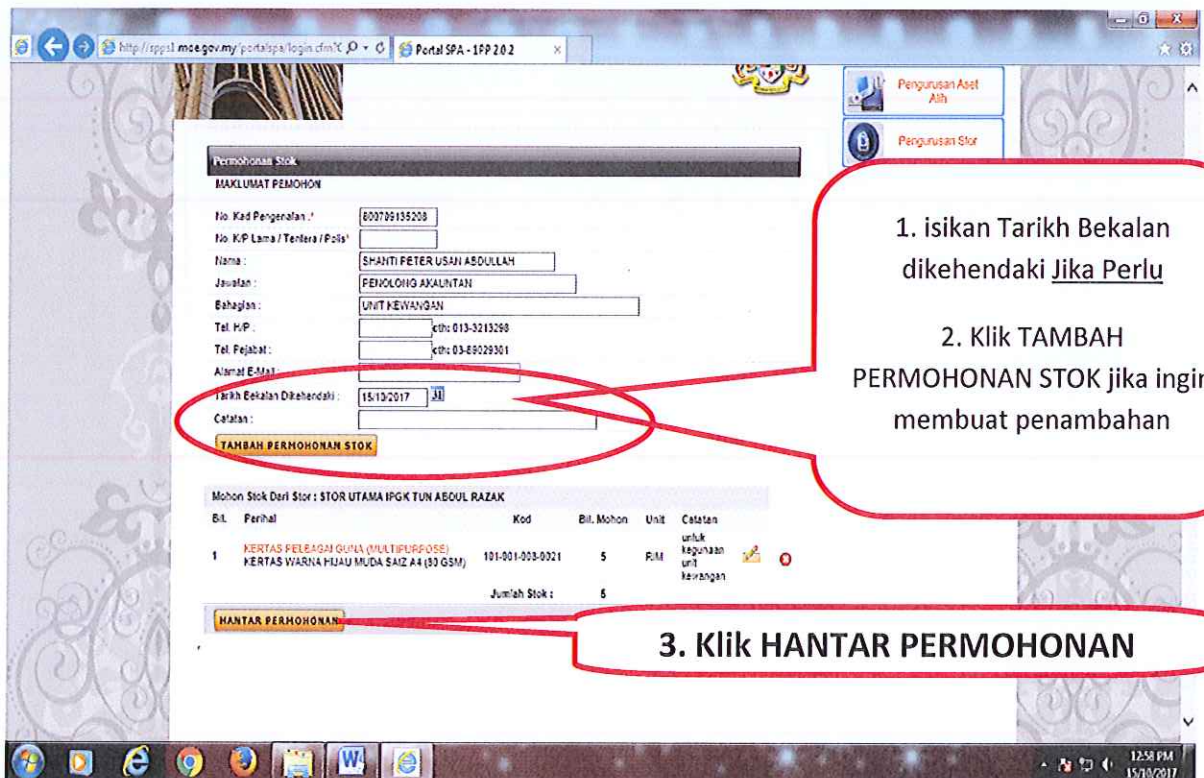 http://spps1.moe.gov.my/portalspa/login.cfm?
Portal SPA - 1PP 2.0.2
Pengurusan Aset
Alih
Pengurusan Stor
Permohonan Stok
MAKLUMAT PEMOHON
No. Kad Pengenalan :* 800709135208
No. K/P Lama / Tentera / Polis*
Nama : SHANTI PETER USAN ABDULLAH
Jawatan : PENOLONG AKAUNTAN
Bahagian : UNIT KEWANGAN
Tel. H/P : cth: 013-3213298
Tel. Pejabat : cth: 03-89029301
Alamat E-Mail :
Tarikh Bekalan Dikehendaki : 15/10/2017
Catatan :
TAMBAH PERMOHONAN STOK
1. isikan Tarikh Bekalan
dikehendaki Jika Perlu
2. Klik TAMBAH
PERMOHONAN STOK jika ingin
membuat penambahan
Mohon Stok Dari Stor : STOR UTAMA IPGK TUN ABDUL RAZAK
Bil. Perihal Kod Bil. Mohon Unit Catatan
1 KERTAS PELBAGAI GUNA (MULTIPURPOSE)
KERTAS WARNA HIJAU MUDA SAIZ A4 (80 GSM) 101-001-003-0021 5 RIM
untuk
kegunaan
unit
kewangan
Jumlah Stok : 5
HANTAR PERMOHONAN
3. Klik HANTAR PERMOHONAN
12:58 PM
15/10/2017